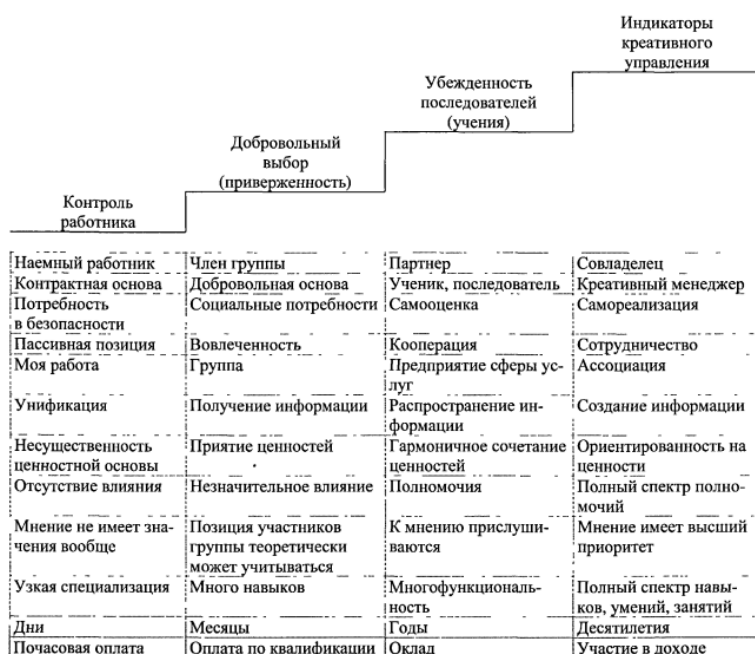 Индикаторы
креативного
управления
Убежденность
последователей
(учения)
Добровольный
выбор
(приверженность)
Контроль
работника
Наемный работник Член группы Партнер Совладелец
Контрактная основа Добровольная основа Ученик, последователь Креативный менеджер
Потребность Социальные потребности Самооценка Самореализация
в безопасности
Пассивная позиция Вовлеченность Кооперация Сотрудничество
Моя работа Группа Предприятие сферы ус- Ассоциация
луг
Унификация Получение информации Распространение ин- Создание информации
формации
Несущественность Приятие ценностей Гармоничное сочетание Ориентированность на
ценностной основы ценностей ценности
Отсутствие влияния Незначительное влияние Полномочия Полный спектр полно-
мочий
Мнение не имеет зна- Позиция участников К мнению прислуши- Мнение имеет высший
чения вообще группы теоретически ваются приоритет
может учитываться
Узкая специализация Много навыков Многофункциональ- Полный спектр навы-
ность ков, умений, занятий
Дни Месяцы Годы Десятилетия
Почасовая оплата Оплата по квалификации Оклад Участие в доходе